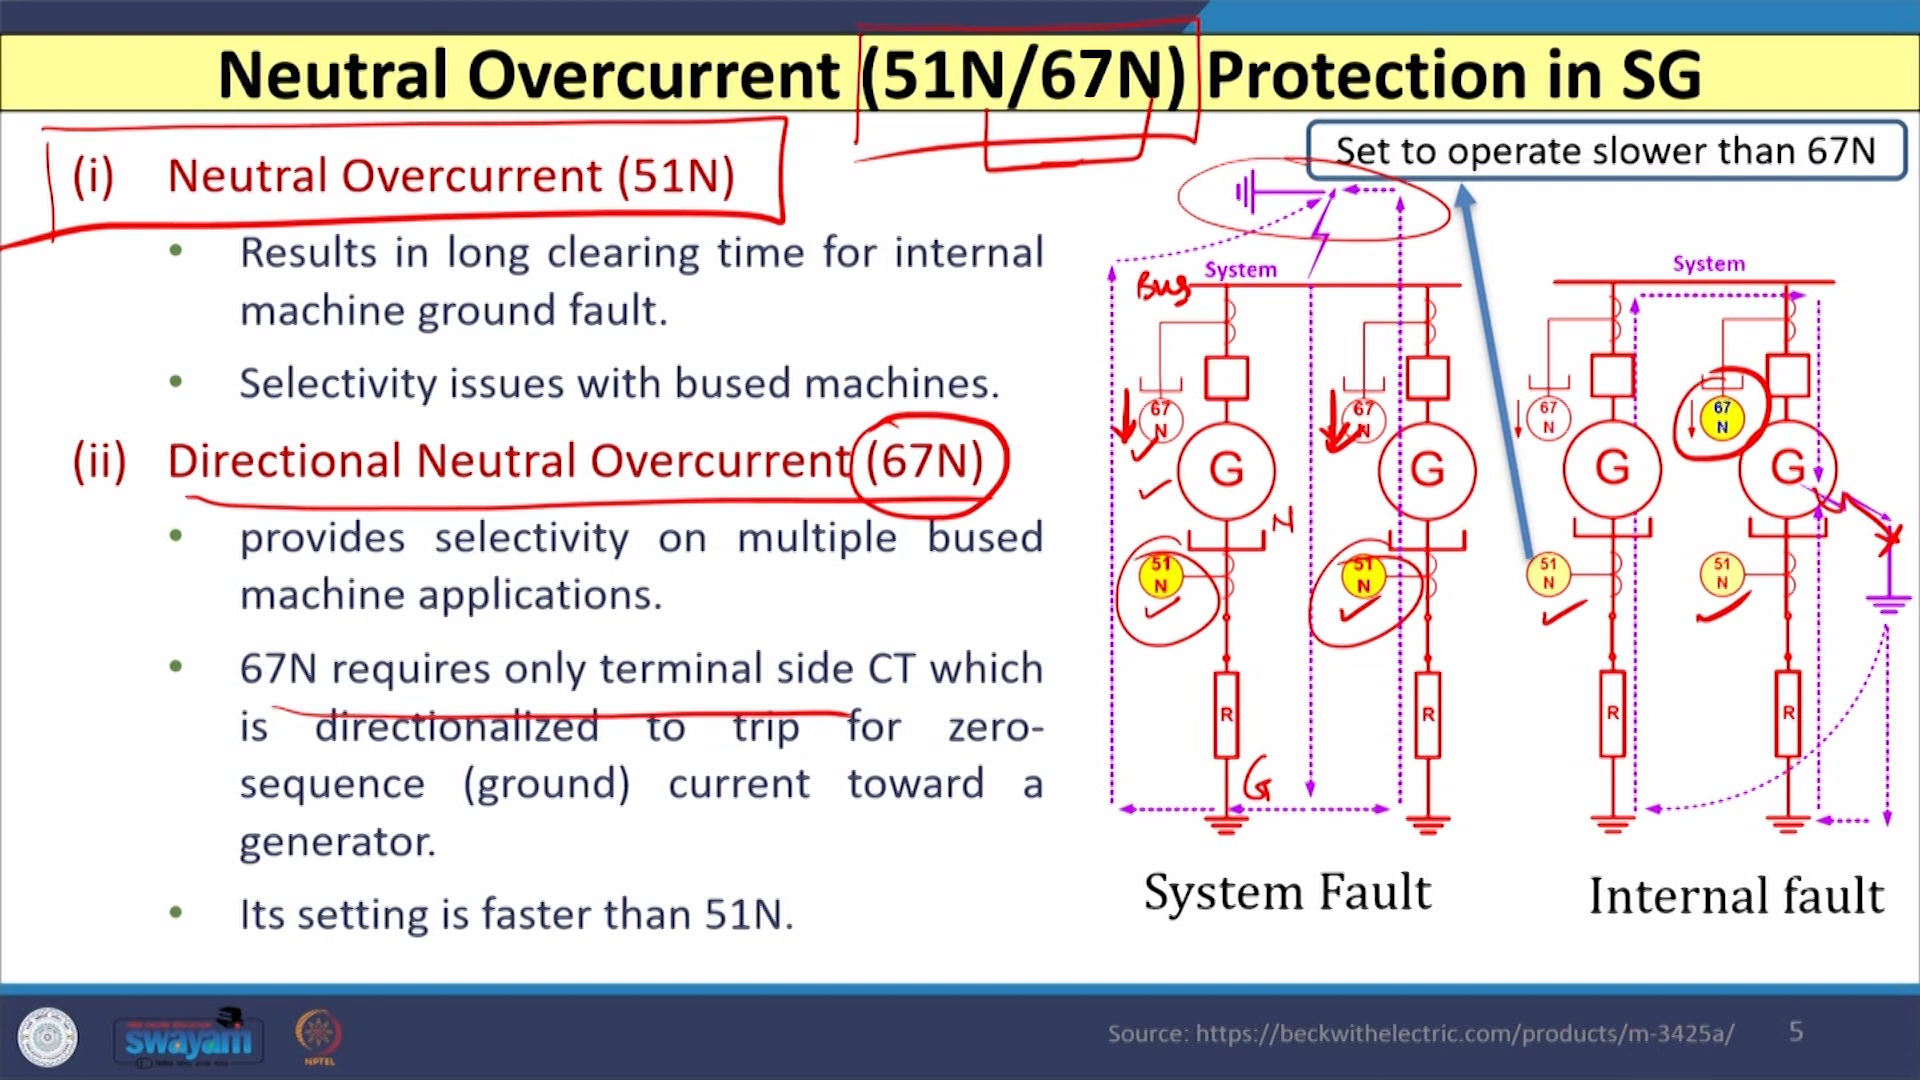 Neutral Overcurrent (51N/67N) Protection in SG
(i) Neutral Overcurrent (51N)
• Results in long clearing time for internal
machine ground fault.
• Selectivity issues with bused machines.
(ii) Directional Neutral Overcurrent (67N)
• provides selectivity on multiple bused
machine applications.
• 67N requires only terminal side CT which
is directionalized to trip for zero-
sequence (ground) current toward a
generator.
• Its setting is faster than 51N.
Set to operate slower than 67N
System
Bus
67
N
67
N
G
G
N
51
N
51
N
R
R
G
System Fault
System
67
N
67
N
G
G
51
N
51
N
R
R
Internal fault
swayam
NPTEL
Source: https://beckwithelectric.com/products/m-3425a/
5